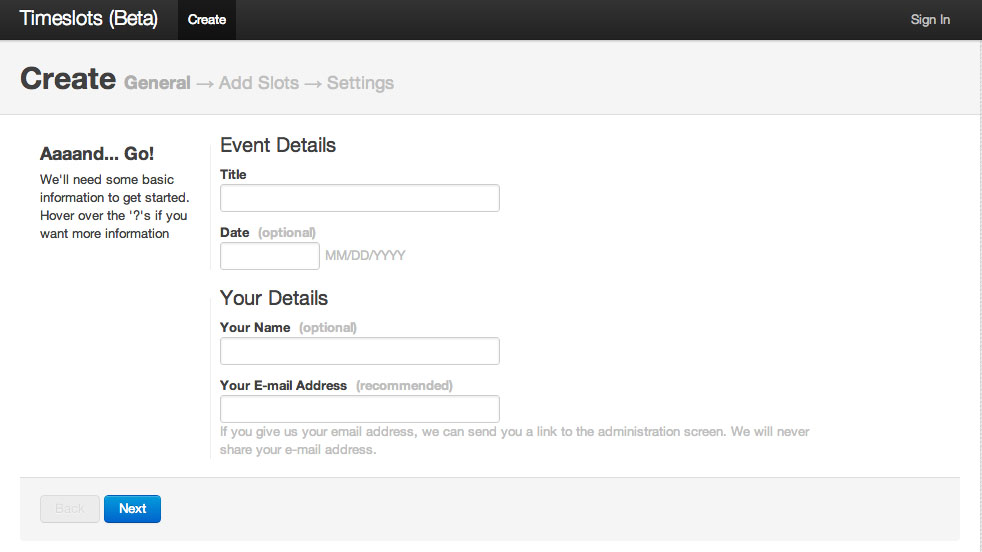 Timeslots (Beta) Create Sign In
Create General → Add Slots → Settings
Aaaand... Go!
We'll need some basic
information to get started.
Hover over the '?'s if you
want more information
Event Details
Title
Date (optional)
MM/DD/YYYY
Your Details
Your Name (optional)
Your E-mail Address (recommended)
If you give us your email address, we can send you a link to the administration screen. We will never
share your e-mail address.
Back Next